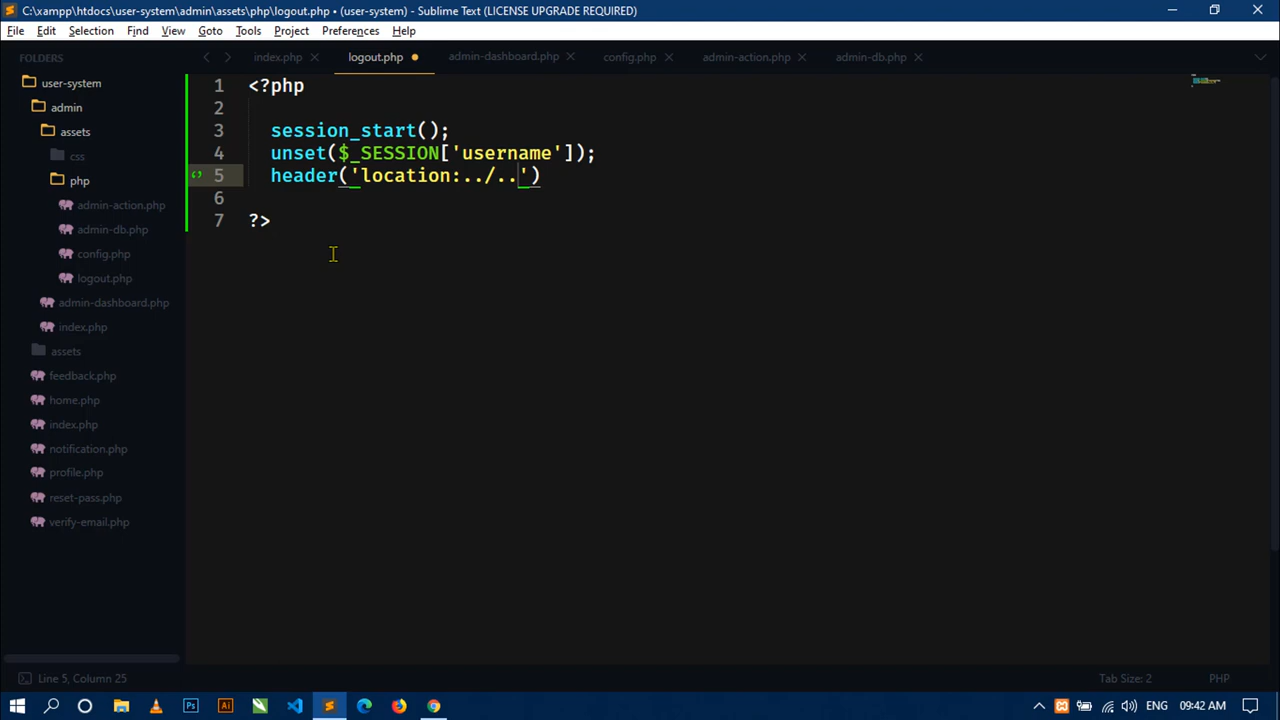 C:\xampp\htdocs\user-system\admin\assets\php\logout.php • (user-system) - Sublime Text (LICENSE UPGRADE REQUIRED)
File Edit Selection Find View Goto Tools Project Preferences Help
FOLDERS
index.php logout.php admin-dashboard.php config.php admin-action.php admin-db.php
user-system
admin
assets
css
php
admin-action.php
admin-db.php
config.php
logout.php
admin-dashboard.php
index.php
assets
feedback.php
home.php
index.php
notification.php
profile.php
reset-pass.php
verify-email.php
1 <?php
2
3 session_start();
4 unset($_SESSION['username']);
5 header('location:../..')
6
7 ?>
Line 5, Column 25
Tab Size: 2
PHP
Ps Ai
ENG 09:42 AM